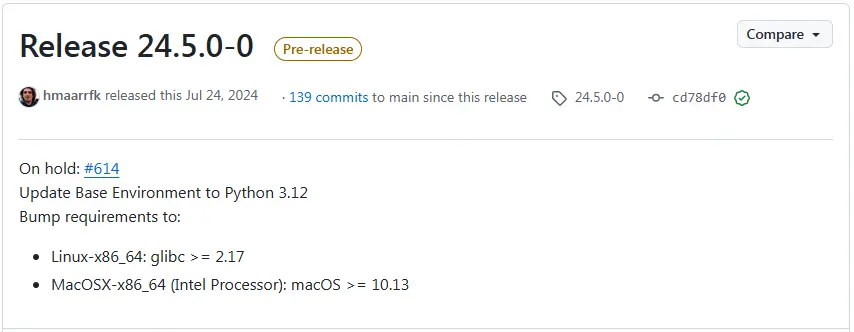 Release 24.5.0-0 Pre-release Compare
hmaarrfk released this Jul 24, 2024 · 139 commits to main since this release 24.5.0-0 cd78df0
On hold: #614
Update Base Environment to Python 3.12
Bump requirements to:
• Linux-x86_64: glibc >= 2.17
• MacOSX-x86_64 (Intel Processor): macOS >= 10.13